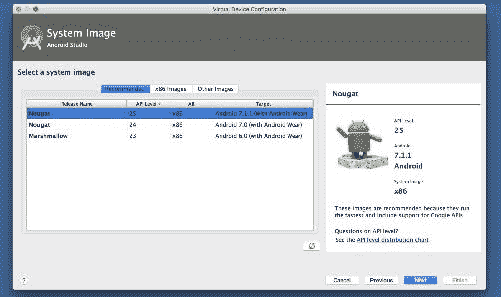 Virtual Device Configuration
System Image
Android Studio
Select a system image
x86 Images
Other Images
Release Name API Level ABI Target
Nougat 25 x86 Android 7.1.1 (with Android Wear)
Nougat 24 x86 Android 7.0 (with Android Wear)
Marshmallow 23 x86 Android 6.0 (with Android Wear)
Nougat
API Level
25
Android
7.1.1
Android
System Image
x86
These images are recommended because they run
the fastest and include support for Google APIs
Questions on API level?
See the API level distribution chart
?
Cancel
Previous
Next
Finish